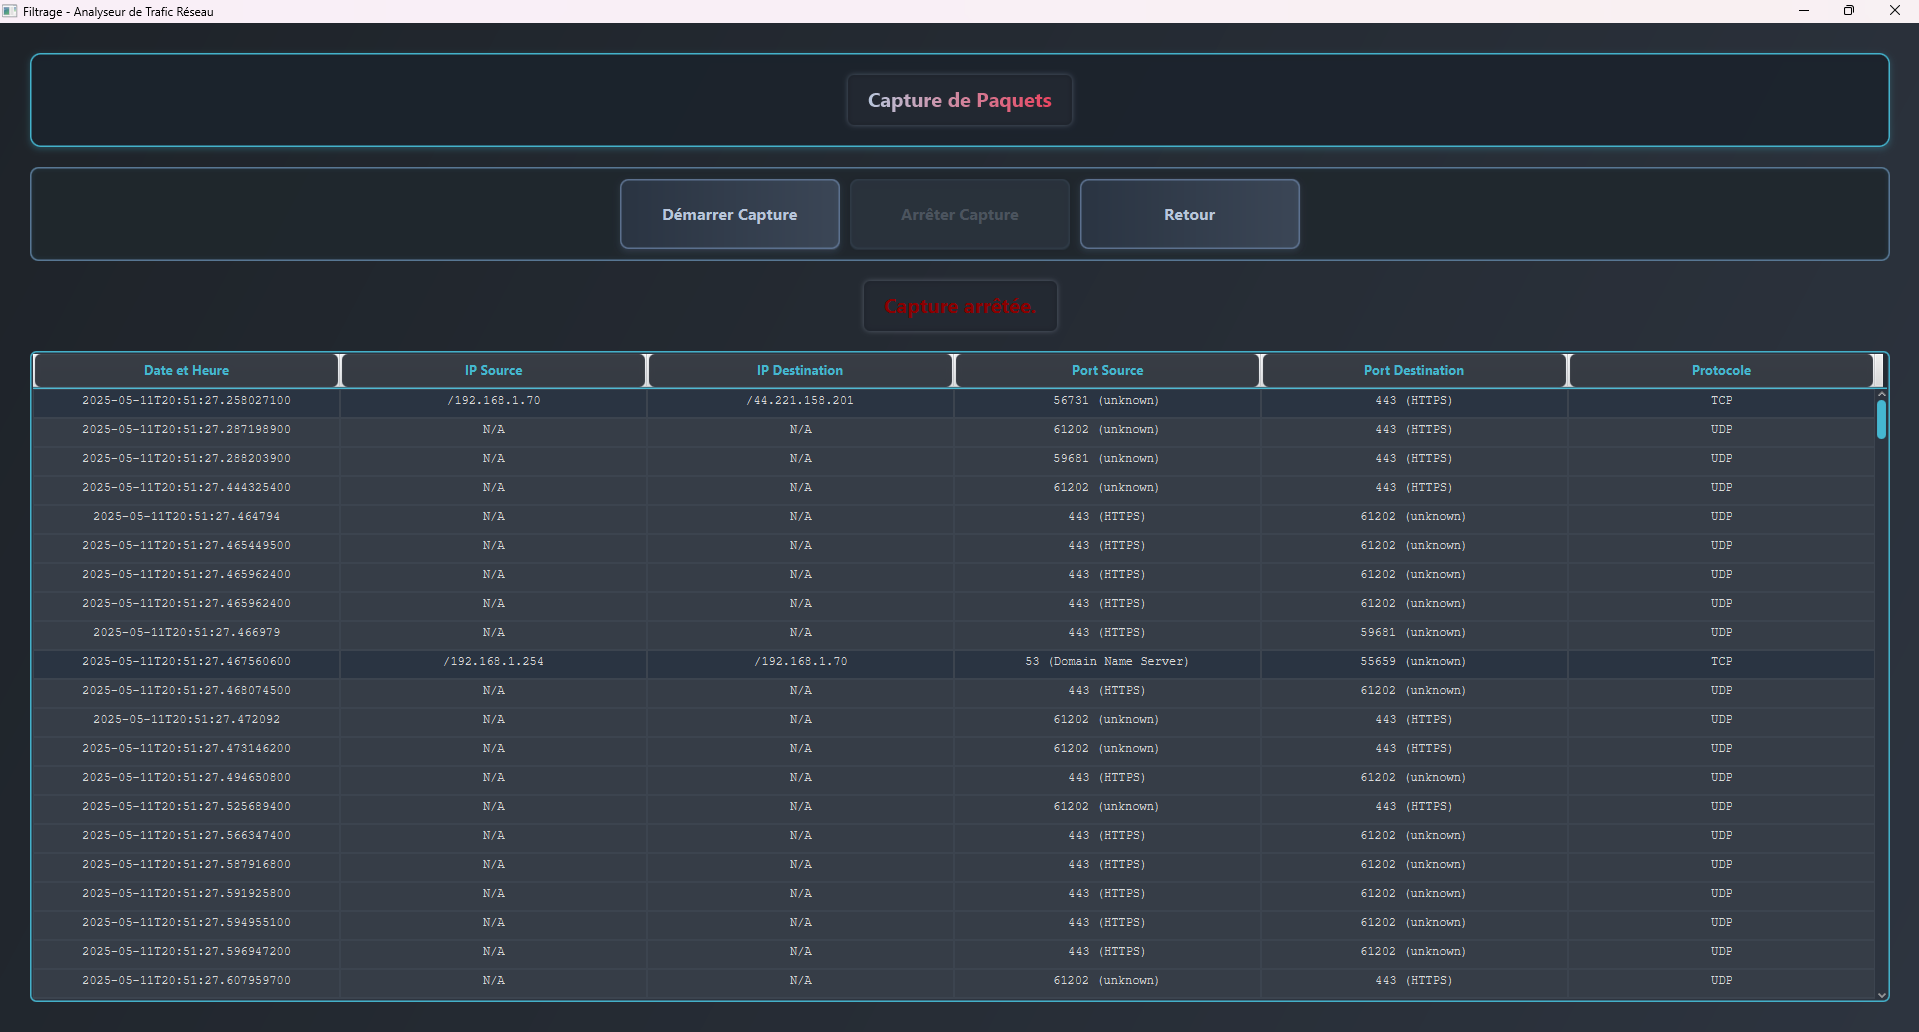 Filtrage - Analyseur de Trafic Réseau
Capture de Paquets
Démarrer Capture Arrêter Capture Retour
Capture arrêtée.
Date et Heure IP Source IP Destination Port Source Port Destination Protocole
2025-05-11T20:51:27.258027100 /192.168.1.70 /44.221.158.201 56731 (unknown) 443 (HTTPS) TCP
2025-05-11T20:51:27.287198900 N/A N/A 61202 (unknown) 443 (HTTPS) UDP
2025-05-11T20:51:27.288203900 N/A N/A 59681 (unknown) 443 (HTTPS) UDP
2025-05-11T20:51:27.444325400 N/A N/A 61202 (unknown) 443 (HTTPS) UDP
2025-05-11T20:51:27.464794 N/A N/A 443 (HTTPS) 61202 (unknown) UDP
2025-05-11T20:51:27.465449500 N/A N/A 443 (HTTPS) 61202 (unknown) UDP
2025-05-11T20:51:27.465962400 N/A N/A 443 (HTTPS) 61202 (unknown) UDP
2025-05-11T20:51:27.465962400 N/A N/A 443 (HTTPS) 61202 (unknown) UDP
2025-05-11T20:51:27.466979 N/A N/A 443 (HTTPS) 59681 (unknown) UDP
2025-05-11T20:51:27.467560600 /192.168.1.254 /192.168.1.70 53 (Domain Name Server) 55659 (unknown) TCP
2025-05-11T20:51:27.468074500 N/A N/A 443 (HTTPS) 61202 (unknown) UDP
2025-05-11T20:51:27.472092 N/A N/A 61202 (unknown) 443 (HTTPS) UDP
2025-05-11T20:51:27.473146200 N/A N/A 61202 (unknown) 443 (HTTPS) UDP
2025-05-11T20:51:27.494650800 N/A N/A 443 (HTTPS) 61202 (unknown) UDP
2025-05-11T20:51:27.525689400 N/A N/A 61202 (unknown) 443 (HTTPS) UDP
2025-05-11T20:51:27.566347400 N/A N/A 443 (HTTPS) 61202 (unknown) UDP
2025-05-11T20:51:27.587916800 N/A N/A 443 (HTTPS) 61202 (unknown) UDP
2025-05-11T20:51:27.591925800 N/A N/A 443 (HTTPS) 61202 (unknown) UDP
2025-05-11T20:51:27.594955100 N/A N/A 443 (HTTPS) 61202 (unknown) UDP
2025-05-11T20:51:27.596947200 N/A N/A 443 (HTTPS) 61202 (unknown) UDP
2025-05-11T20:51:27.607959700 N/A N/A 61202 (unknown) 443 (HTTPS) UDP